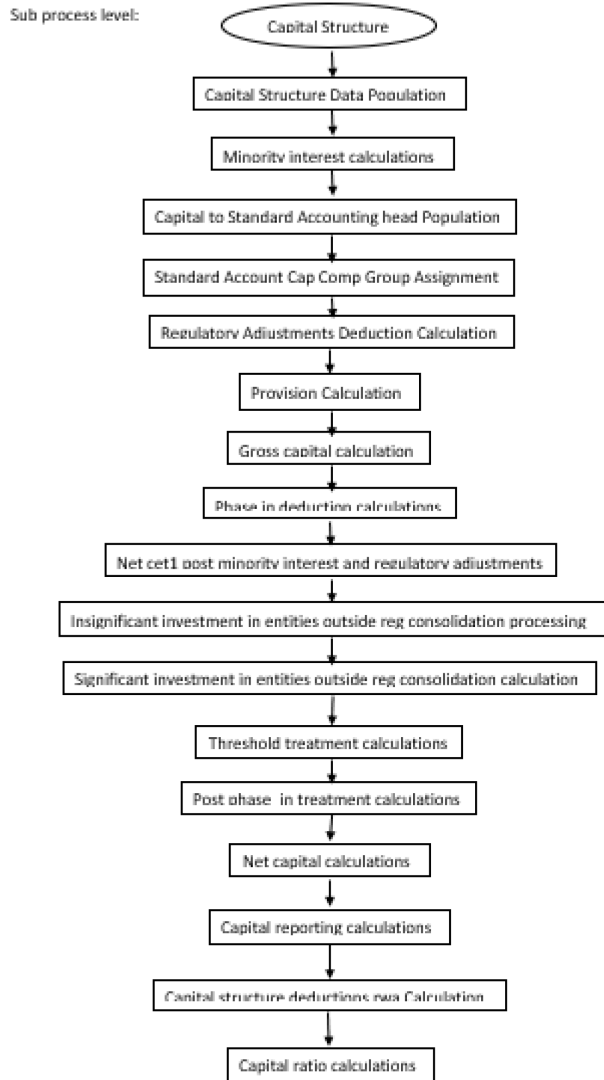 Sub process level:
Capital Structure
Capital Structure Data Population
Minority interest calculations
Capital to Standard Accounting head Population
Standard Account Cap Comp Group Assignment
Regulatory Adjustments Deduction Calculation
Provision Calculation
Gross capital calculation
Phase in deduction calculations
Net cet1 post minority interest and regulatory adjustments
Insignificant investment in entities outside reg consolidation processing
Significant investment in entities outside reg consolidation calculation
Threshold treatment calculations
Post phase in treatment calculations
Net capital calculations
Capital reporting calculations
Capital structure deductions rwa Calculation
Capital ratio calculations